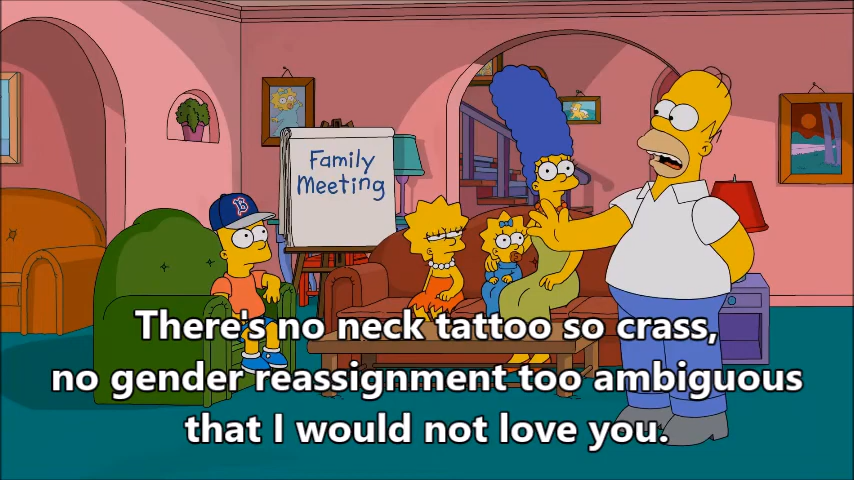 B
Family
Meeting
There's no neck tattoo so crass,
no gender reassignment too ambiguous
that I would not love you.